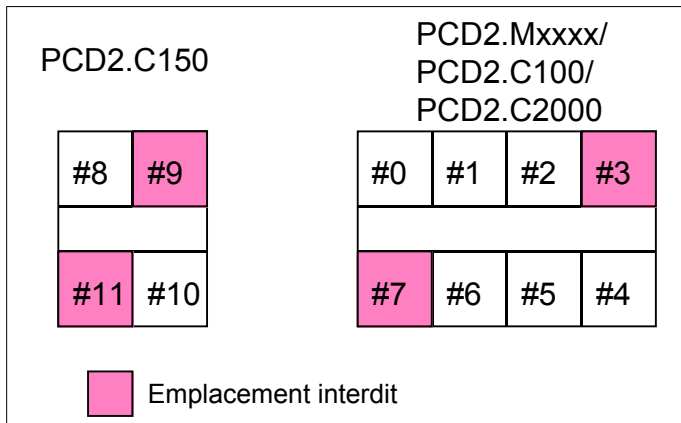 PCD2.C150
PCD2.Mxxxx/
PCD2.C100/
PCD2.C2000
#8 #9
#11 #10
#0 #1 #2 #3
#7 #6 #5 #4
Emplacement interdit